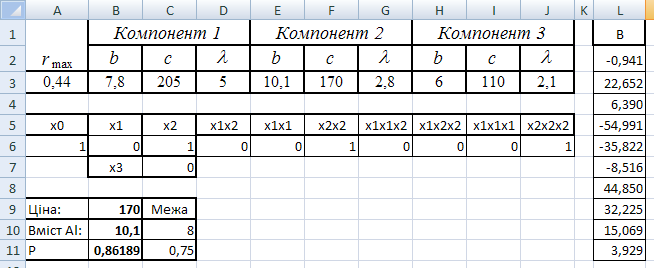 A B C D E F G H I J K L
1 Компонент 1 Компонент 2 Компонент 3 B
2 r max b c λ b c λ b c λ -0,941
3 0,44 7,8 205 5 10,1 170 2,8 6 110 2,1 22,652
4 6,390
5 x0 x1 x2 x1x2 x1x1 x2x2 x1x1x2 x1x2x2 x1x1x1 x2x2x2 -54,991
6 1 0 1 0 0 1 0 0 0 1 -35,822
7 x3 0 -8,516
8 44,850
9 Ціна: 170 Межа 32,225
10 Вміст Al: 10,1 8 15,069
11 P 0,86189 0,75 3,929